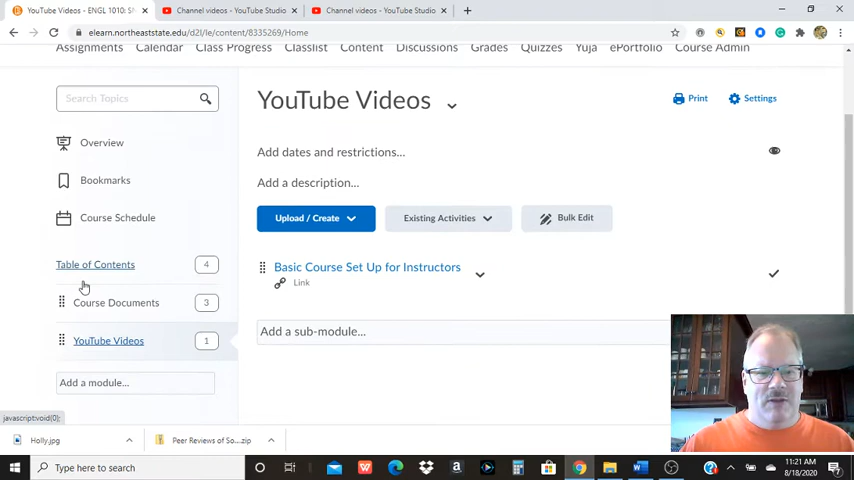 YouTube Videos - ENGL 1010: SN
Channel videos - YouTube Studio
Channel videos - YouTube Studio
elearn.northeaststate.edu/d2l/le/content/8335269/Home
Assignments Calendar Class Progress Classlist Content Discussions Grades Quizzes Yuja ePortfolio Course Admin
Search Topics
YouTube Videos
Print
Settings
Overview
Add dates and restrictions...
Bookmarks
Add a description...
Course Schedule
Upload / Create
Existing Activities
Bulk Edit
Table of Contents 4
Basic Course Set Up for Instructors
Link
Course Documents 3
YouTube Videos 1
Add a sub-module...
Add a module...
javascript:void(0);
Holly.jpg
Peer Reviews of So....zip
Type here to search
11:21 AM
8/18/2020